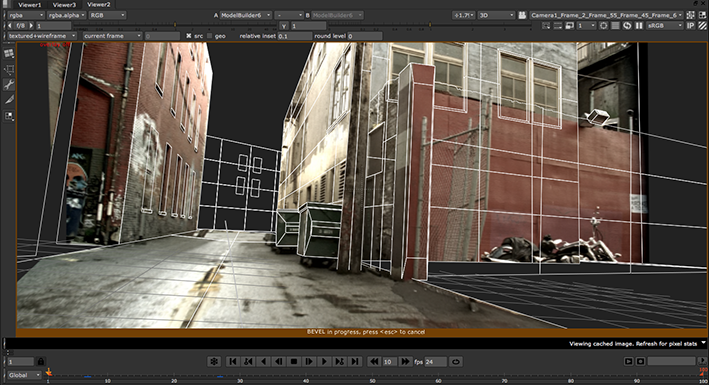 Viewer1 Viewer3 Viewer2
rgba rgba.alpha RGB A ModelBuilder6 B ModelBuilder6 3D Camera1_Frame_2_Frame_55_Frame_45_Frame_6
f/8 1 Y 1 1 sRGB IP
textured+wireframe current frame 0 src geo relative inset 0.1 round level 0
BEVEL in progress, press <esc> to cancel
Viewing cached image. Refresh for pixel stats
1 10 fps 24
Global 1 10 20 30 40 50 60 70 80 90 100